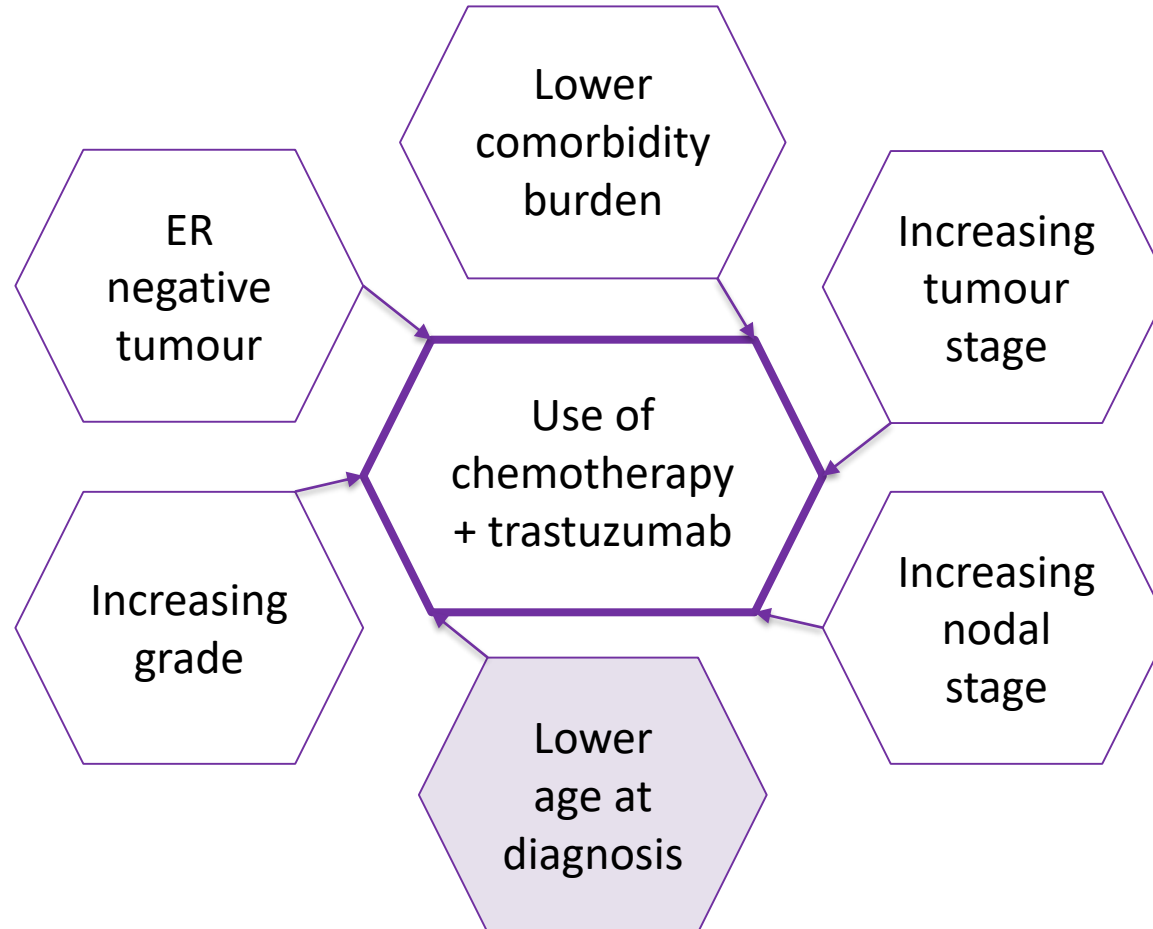 Lower
comorbidity
burden
ER
negative
tumour
Increasing
tumour
stage
Use of
chemotherapy
+ trastuzumab
Increasing
grade
Increasing
nodal
stage
Lower
age at
diagnosis